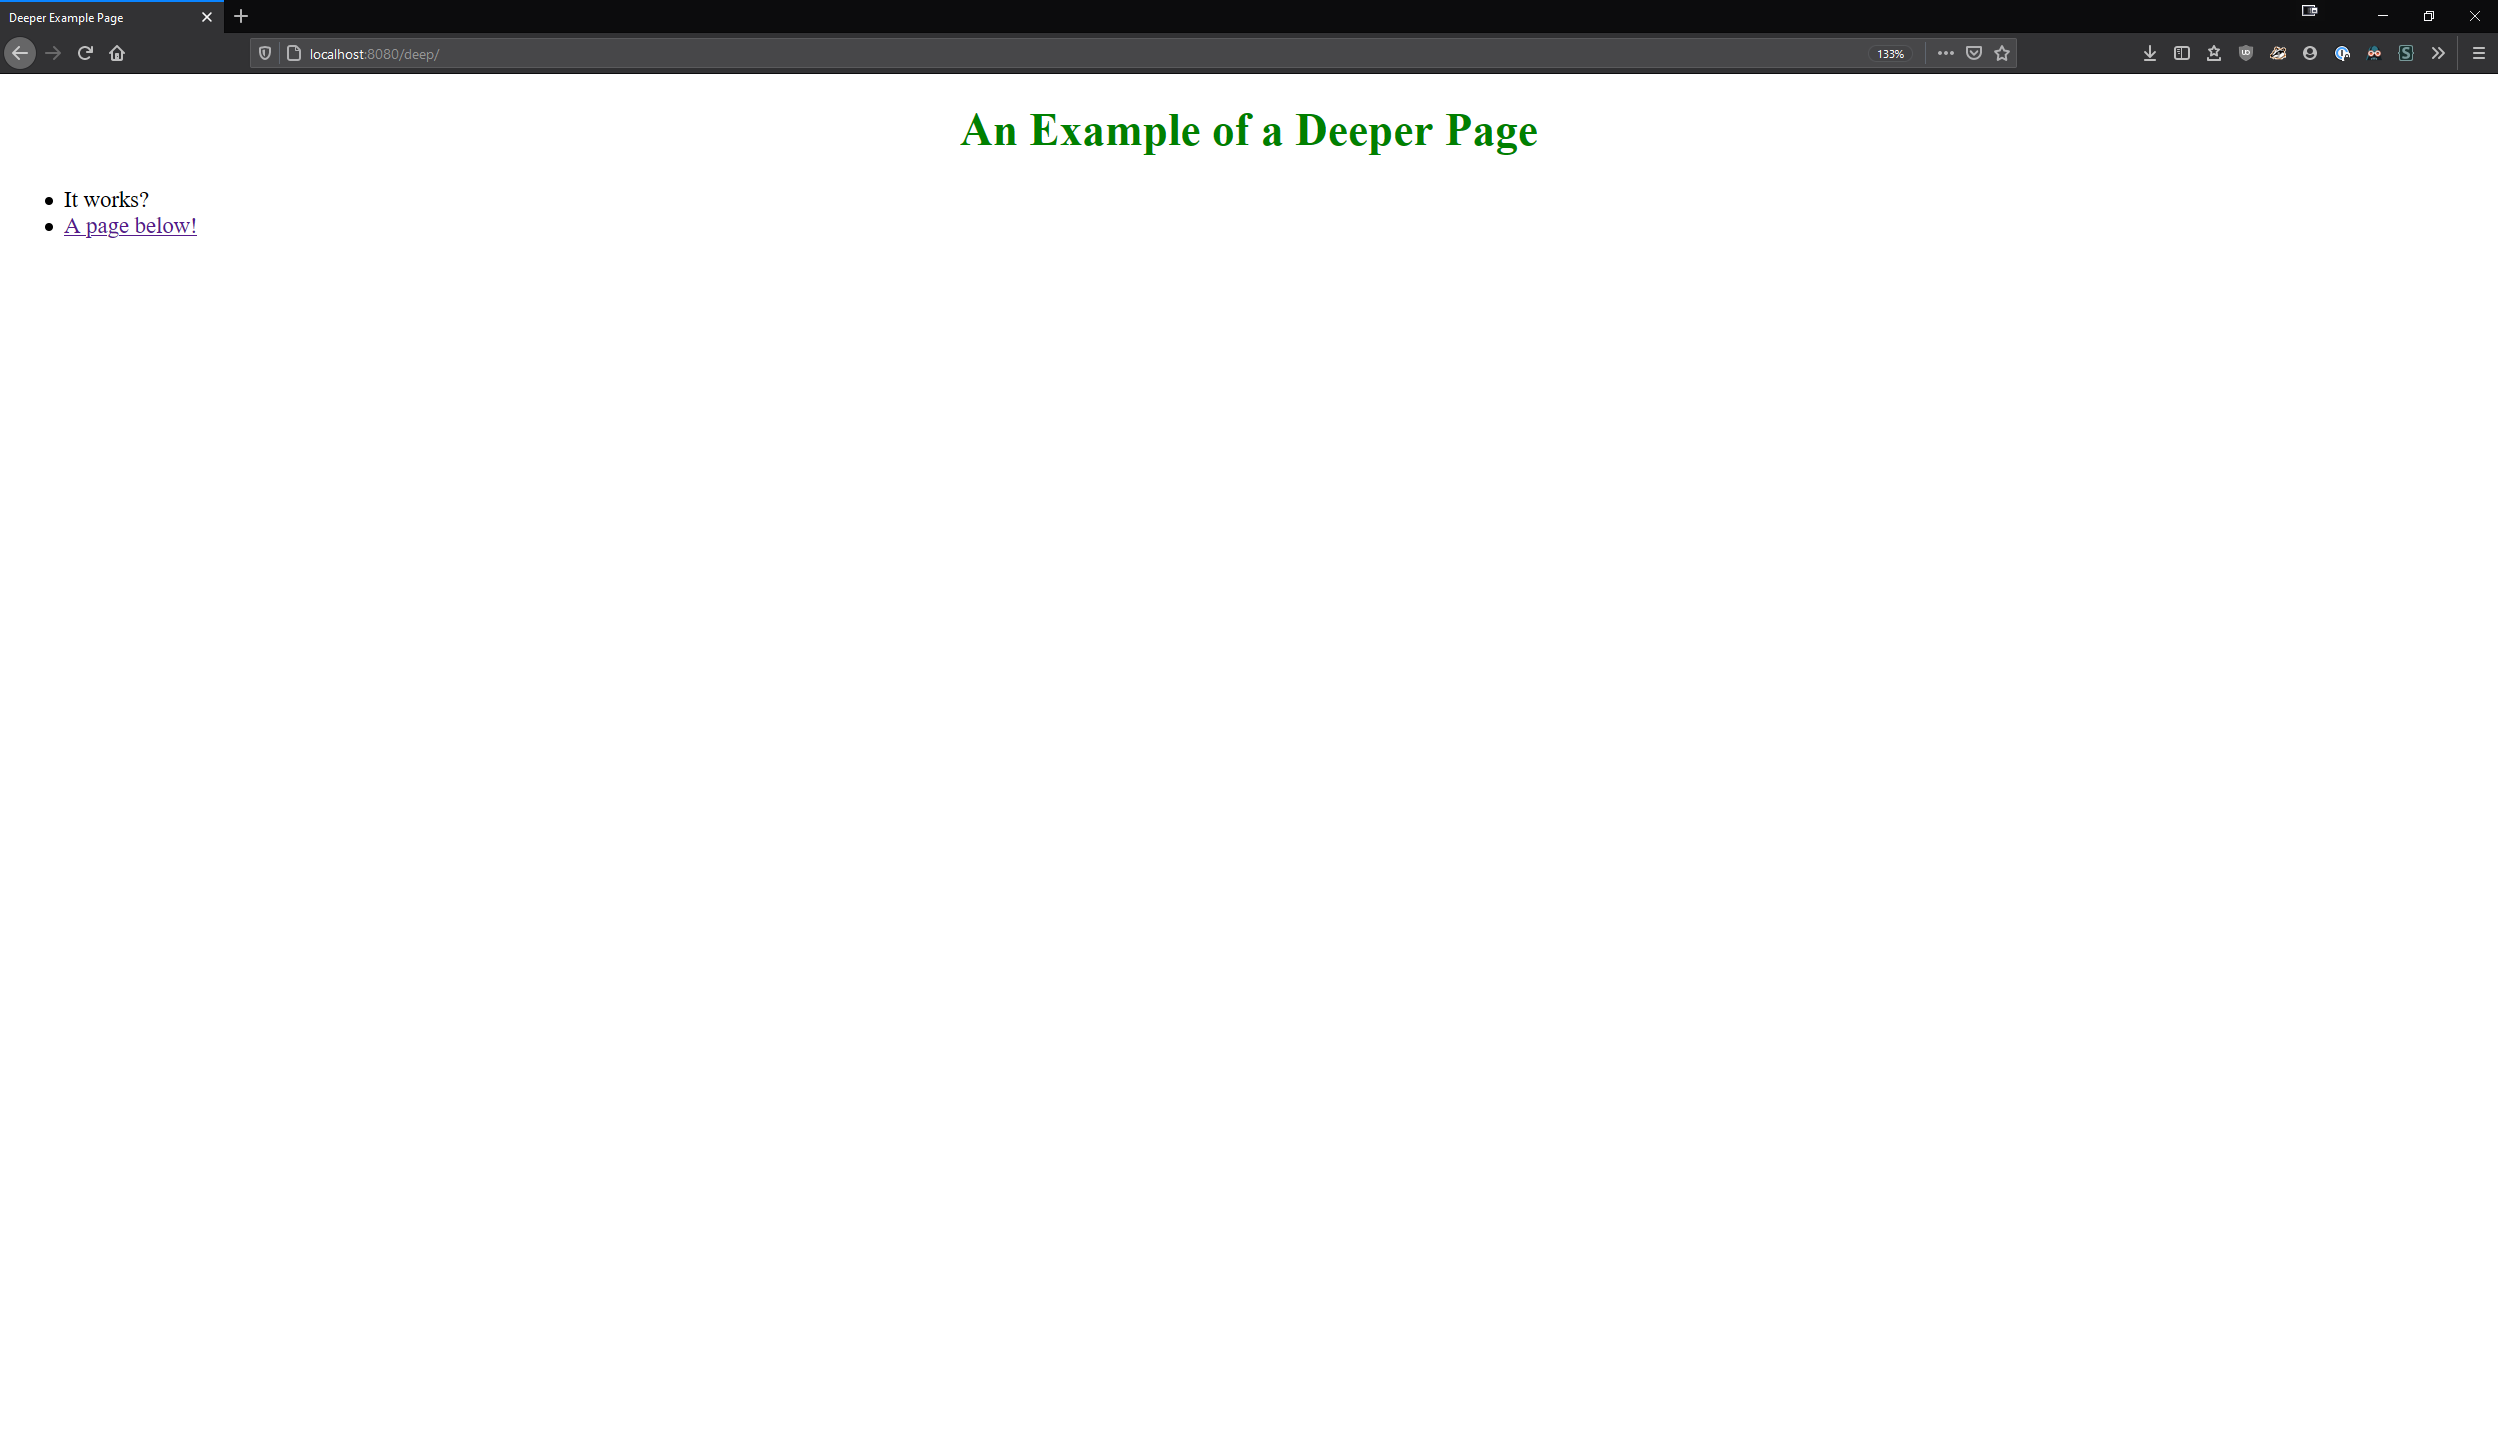 Deeper Example Page
localhost:8080/deep/
133%
An Example of a Deeper Page
It works?
A page below!